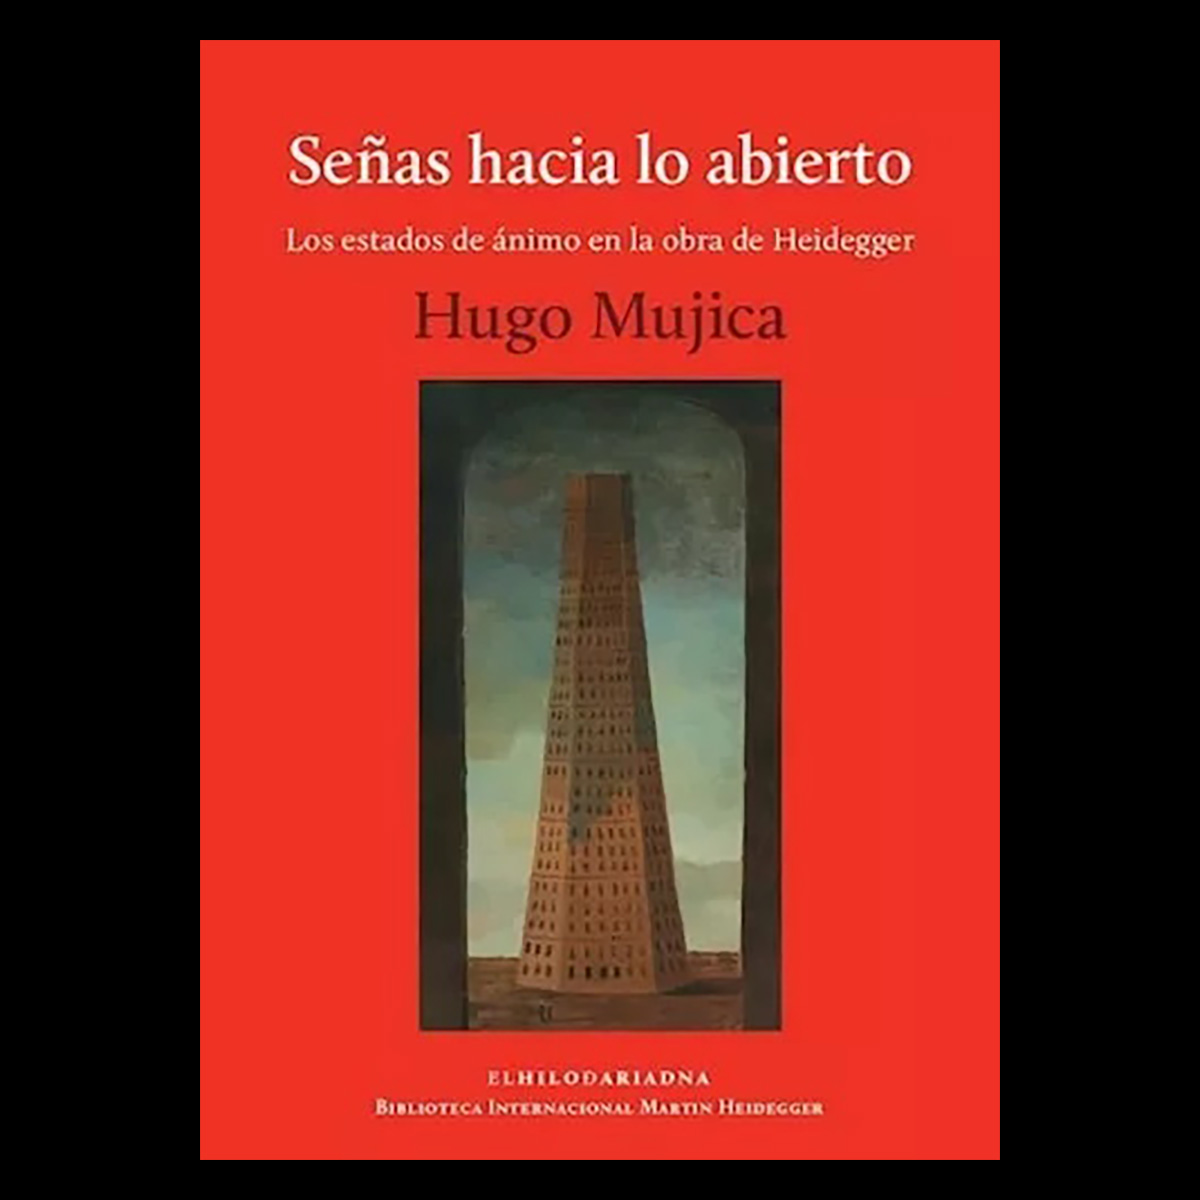 Señas hacia lo abierto
Los estados de ánimo en la obra de Heidegger
Hugo Mujica
ELHILODARIADNA
Biblioteca Internacional Martin Heidegger